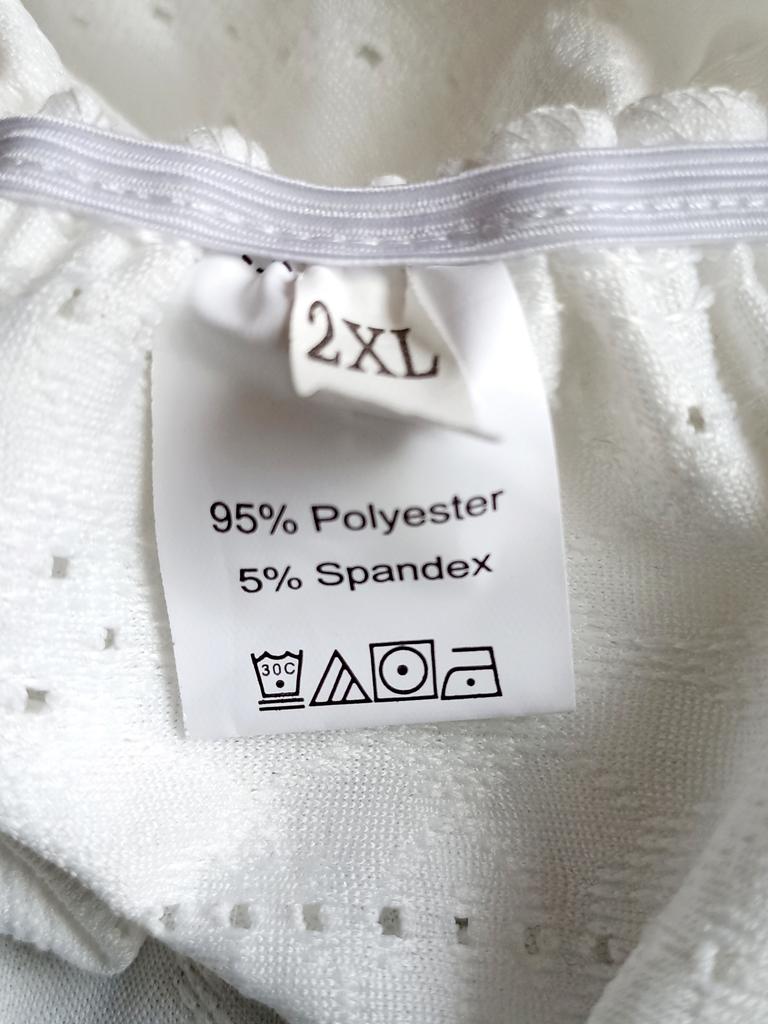 2XL
95% Polyester
5% Spandex
30C